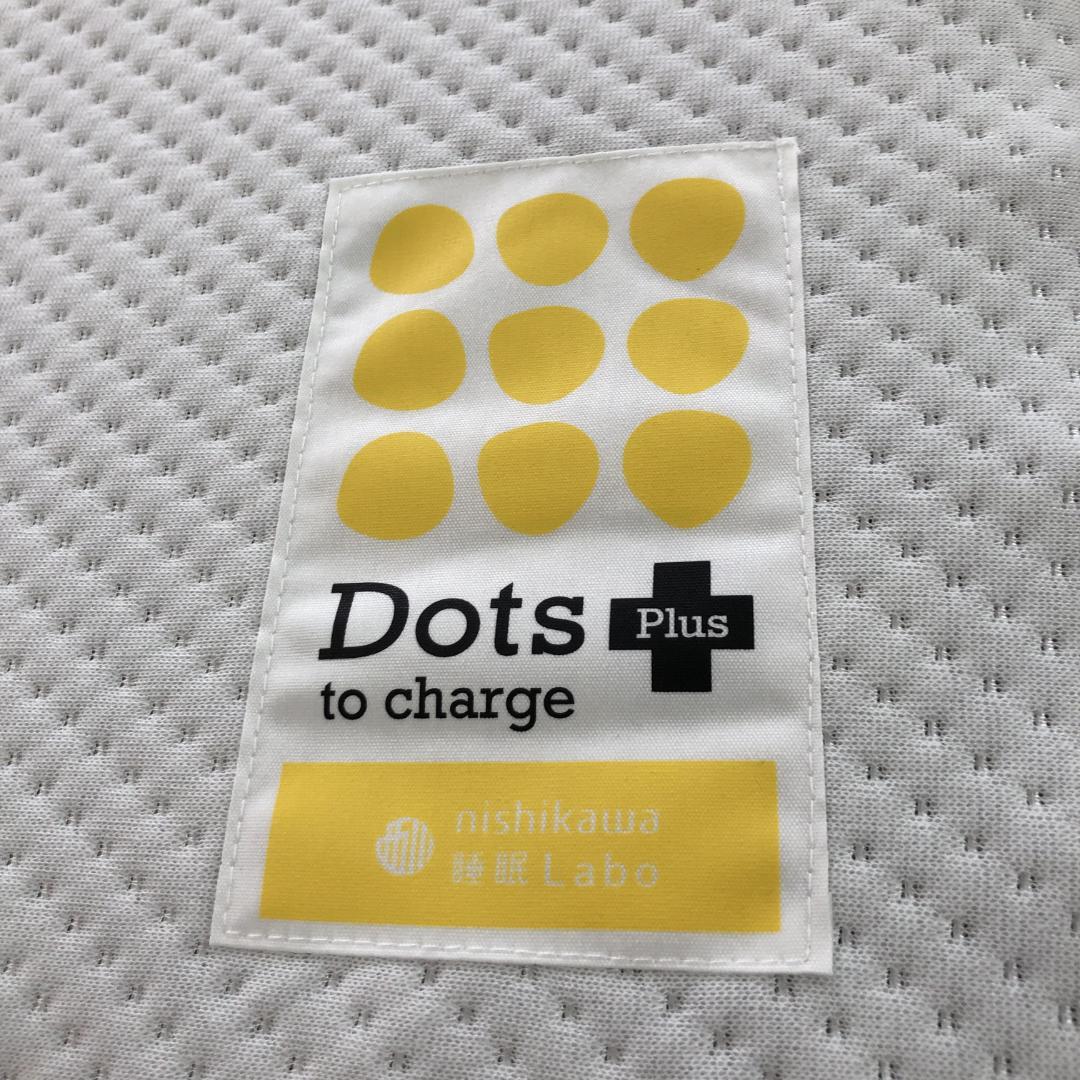 Dots Plus
to charge
nishikawa
睡眠 Labo